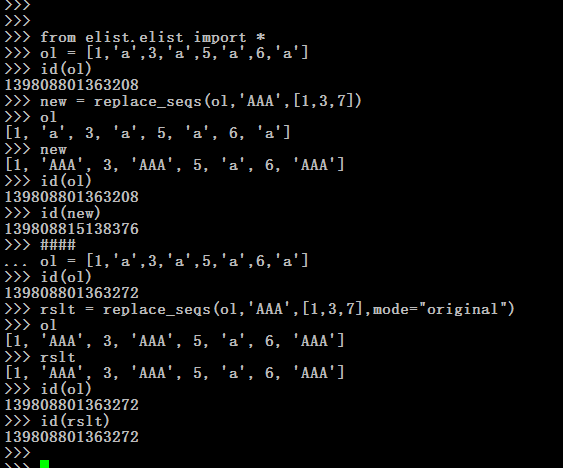 >>>
>>>
>>> from elist.elist import *
>>> ol = [1,'a',3,'a',5,'a',6,'a']
>>> id(ol)
139808801363208
>>> new = replace_seqs(ol,'AAA',[1,3,7])
>>> ol
[1, 'a', 3, 'a', 5, 'a', 6, 'a']
>>> new
[1, 'AAA', 3, 'AAA', 5, 'a', 6, 'AAA']
>>> id(ol)
139808801363208
>>> id(new)
139808815138376
>>> ####
... ol = [1,'a',3,'a',5,'a',6,'a']
>>> id(ol)
139808801363272
>>> rslt = replace_seqs(ol,'AAA',[1,3,7],mode="original")
>>> ol
[1, 'AAA', 3, 'AAA', 5, 'a', 6, 'AAA']
>>> rslt
[1, 'AAA', 3, 'AAA', 5, 'a', 6, 'AAA']
>>> id(ol)
139808801363272
>>> id(rslt)
139808801363272
>>>
>>>